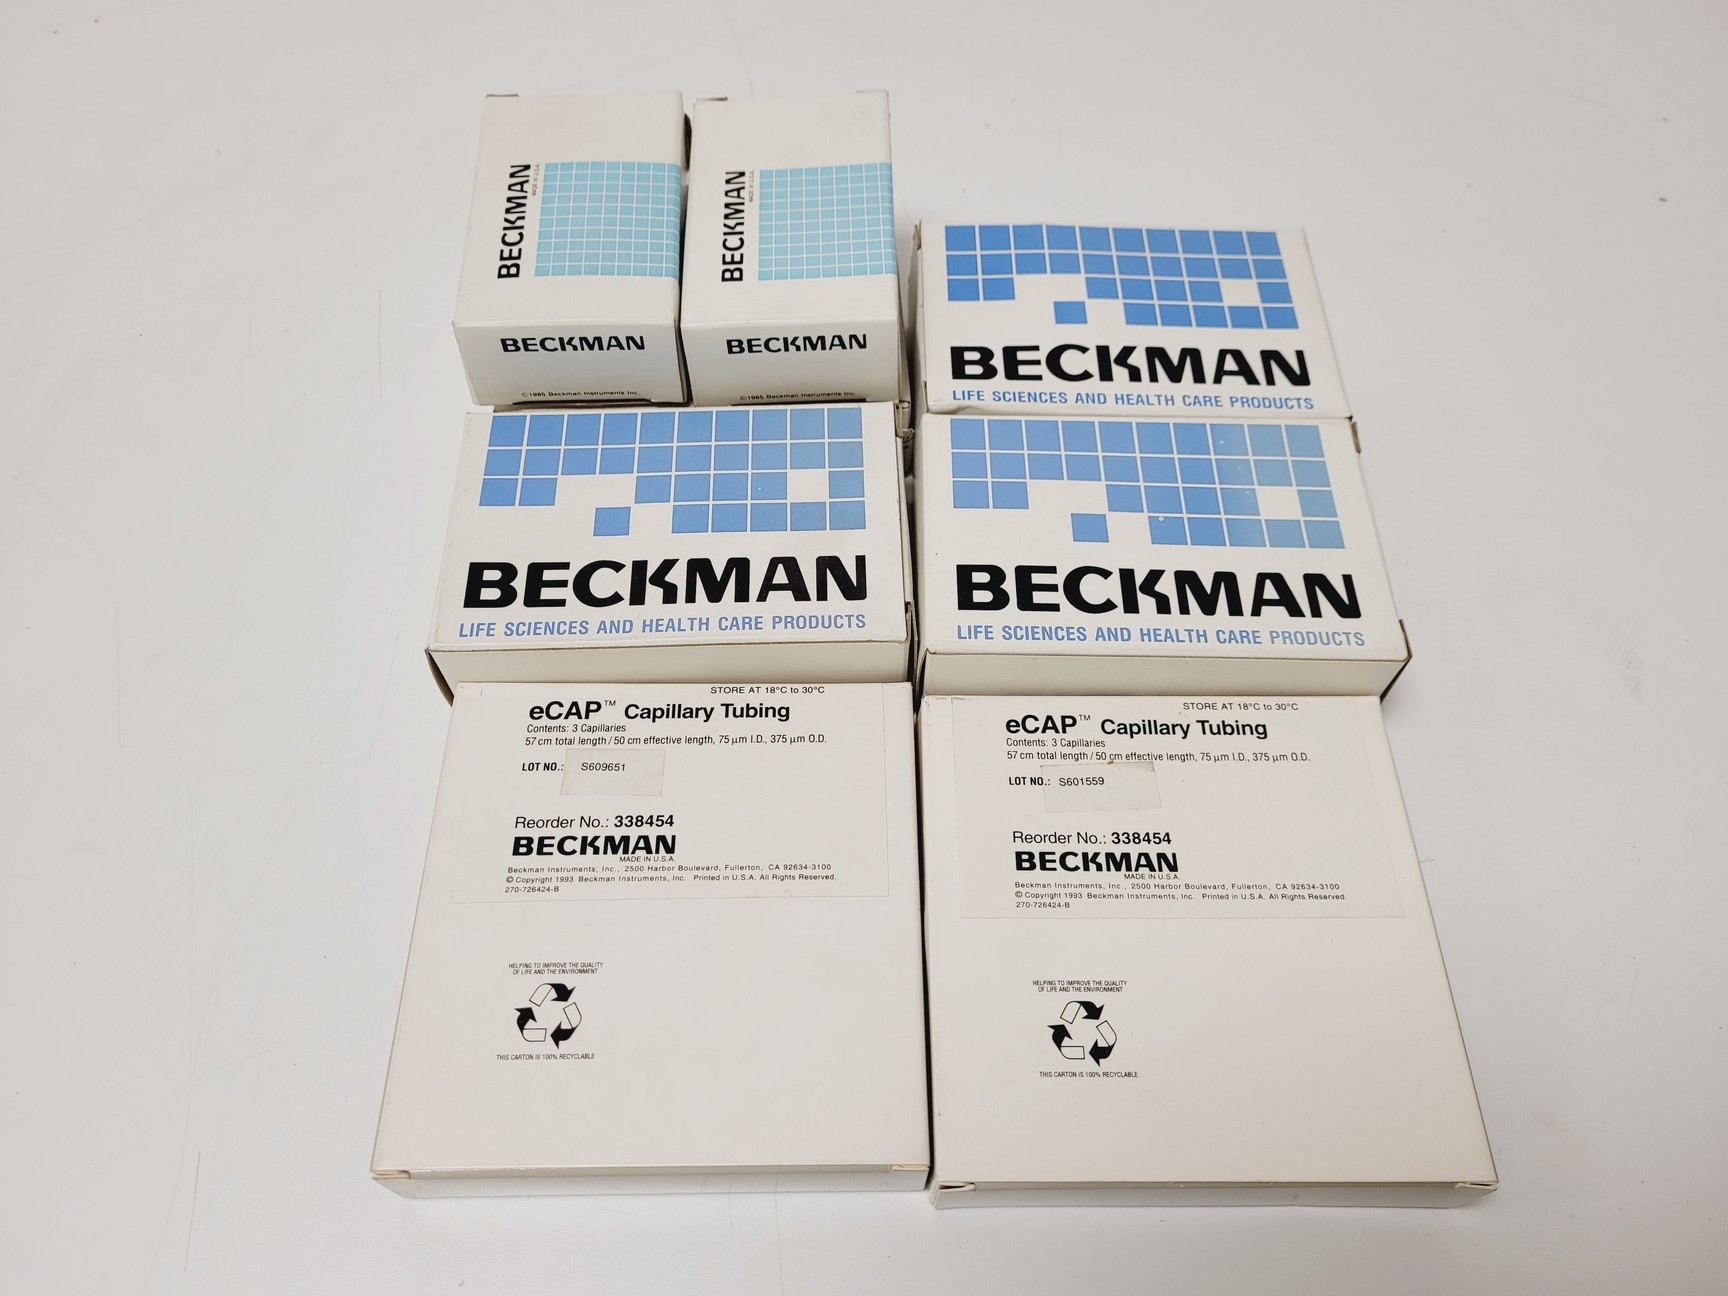 BECKMAN
MADE IN U.S.A.
BECKMAN
©1985 Beckman Instruments Inc.
BECKMAN
MADE IN U.S.A.
BECKMAN
©1985 Beckman Instruments Inc.
BECKMAN
LIFE SCIENCES AND HEALTH CARE PRODUCTS
BECKMAN
LIFE SCIENCES AND HEALTH CARE PRODUCTS
BECKMAN
LIFE SCIENCES AND HEALTH CARE PRODUCTS
STORE AT 18°C to 30°C
eCAP™ Capillary Tubing
Contents: 3 Capillaries
57 cm total length / 50 cm effective length, 75 µm I.D., 375 µm O.D.
LOT NO.: S609651
Reorder No.: 338454
BECKMAN
MADE IN U.S.A.
Beckman Instruments, Inc., 2500 Harbor Boulevard, Fullerton, CA 92634-3100
© Copyright 1993 Beckman Instruments, Inc. Printed in U.S.A. All Rights Reserved.
270-726424-B
HELPING TO IMPROVE THE QUALITY
OF LIFE AND THE ENVIRONMENT
THIS CARTON IS 100% RECYCLABLE
STORE AT 18°C to 30°C
eCAP™ Capillary Tubing
Contents: 3 Capillaries
57 cm total length / 50 cm effective length, 75 µm I.D., 375 µm O.D.
LOT NO.: S601559
Reorder No.: 338454
BECKMAN
MADE IN U.S.A.
Beckman Instruments, Inc., 2500 Harbor Boulevard, Fullerton, CA 92634-3100
© Copyright 1993 Beckman Instruments, Inc. Printed in U.S.A. All Rights Reserved.
270-726424-B
HELPING TO IMPROVE THE QUALITY
OF LIFE AND THE ENVIRONMENT
THIS CARTON IS 100% RECYCLABLE